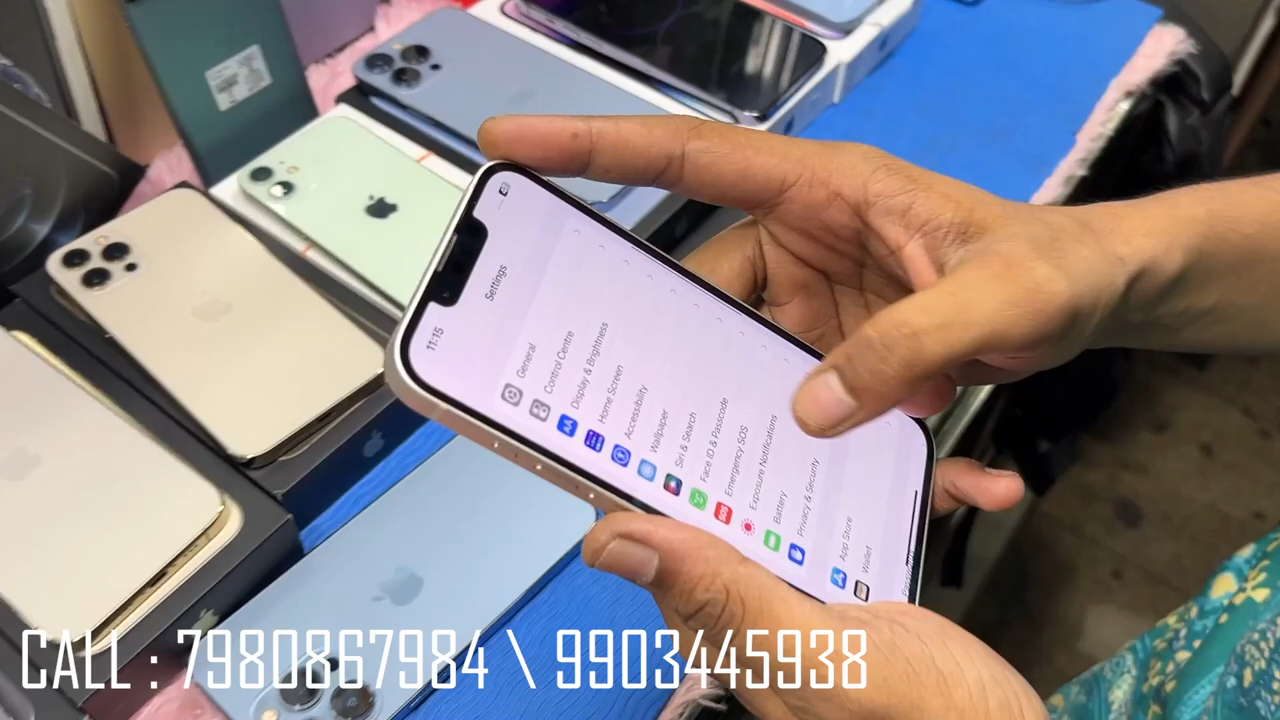 11:15
Settings
General
Control Centre
Display & Brightness
Home Screen
Accessibility
Wallpaper
Siri & Search
Face ID & Passcode
Emergency SOS
SOS
Exposure Notifications
Battery
Privacy & Security
App Store
Wallet
CALL : 7980867984 \ 9903445938